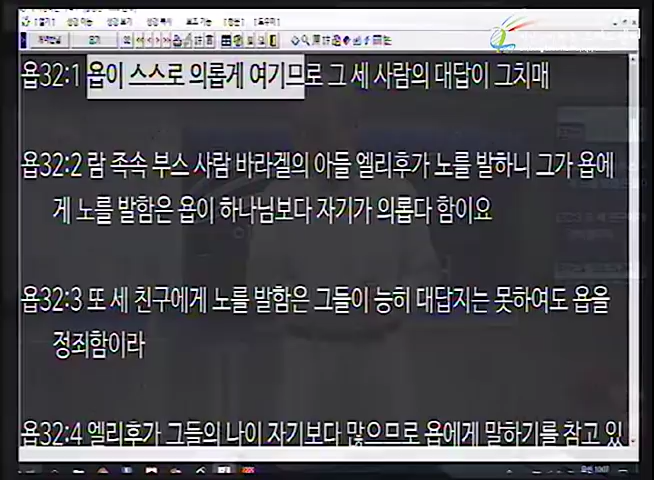 개역한글
욥32:1 욥이 스스로 의롭게 여기므로 그 세 사람의 대답이 그치매
욥32:2 람 족속 부스 사람 바라겔의 아들 엘리후가 노를 발하니 그가 욥에
게 노를 발함은 욥이 하나님보다 자기가 의롭다 함이요
욥32:3 또 세 친구에게 노를 발함은 그들이 능히 대답지는 못하여도 욥을
정죄함이라
욥32:4 엘리후가 그들의 나이 자기보다 많으므로 욥에게 말하기를 참고 있